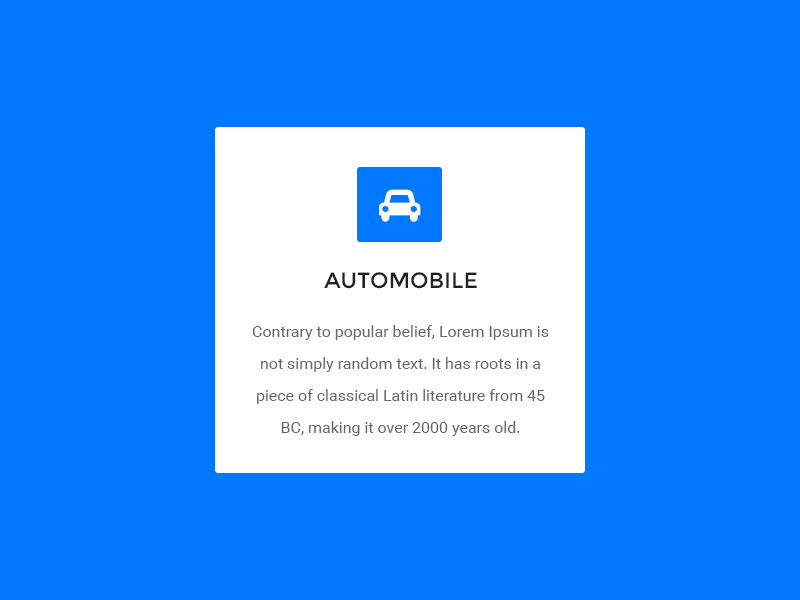 AUTOMOBILE
Contrary to popular belief, Lorem Ipsum is
not simply random text. It has roots in a
piece of classical Latin literature from 45
BC, making it over 2000 years old.